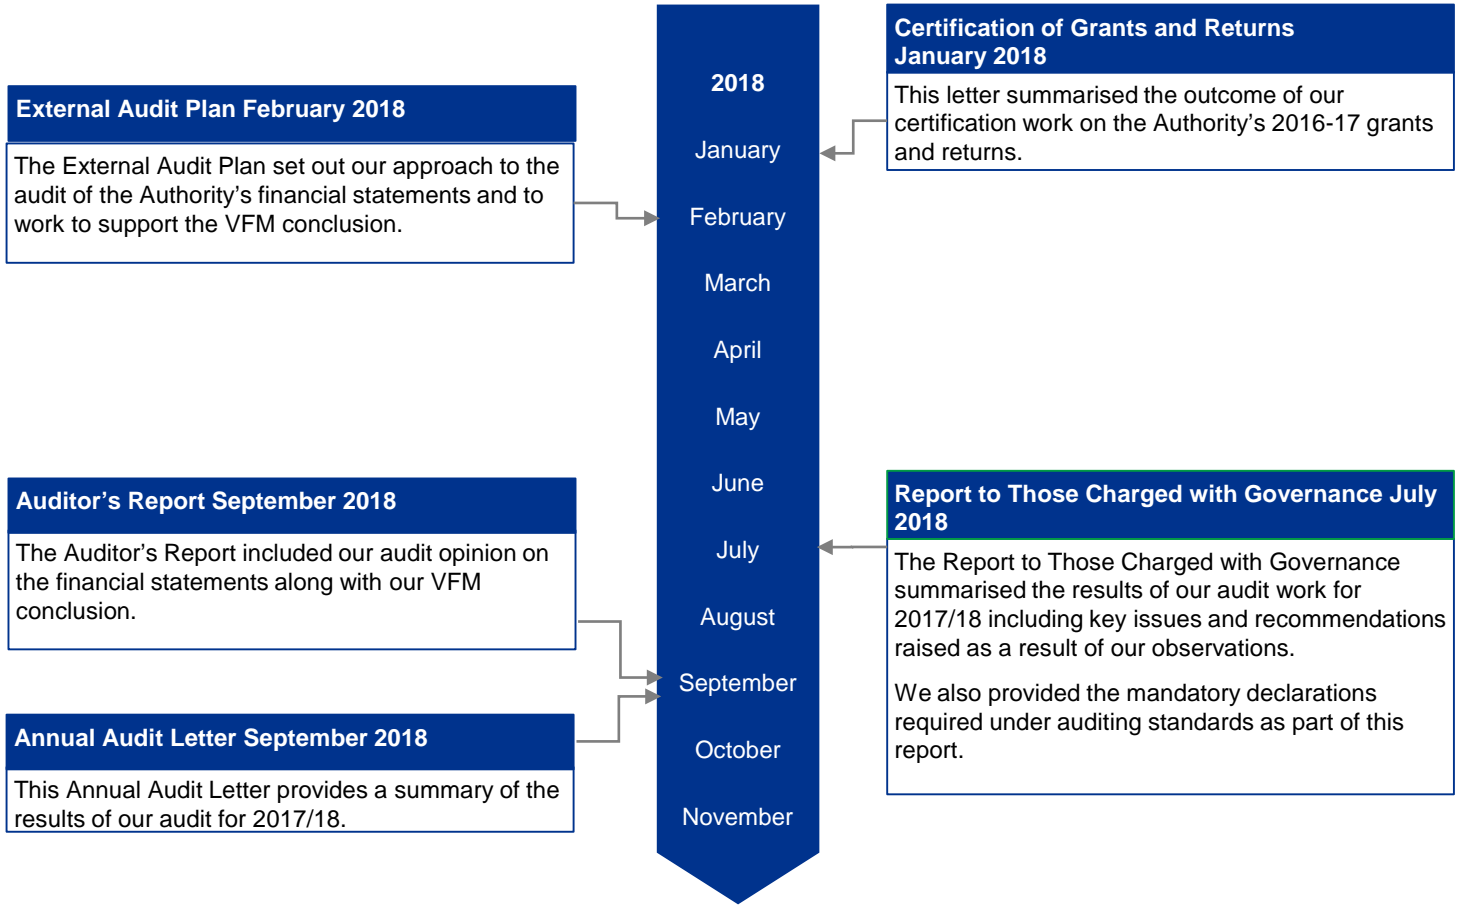 Certification of Grants and Returns
January 2018
This letter summarised the outcome of our
certification work on the Authority’s 2016-17 grants
and returns.
External Audit Plan February 2018
The External Audit Plan set out our approach to the
audit of the Authority’s financial statements and to
work to support the VFM conclusion.
2018
January
February
March
April
May
June
July
August
September
October
November
Auditor’s Report September 2018
The Auditor’s Report included our audit opinion on
the financial statements along with our VFM
conclusion.
Report to Those Charged with Governance July
2018
The Report to Those Charged with Governance
summarised the results of our audit work for
2017/18 including key issues and recommendations
raised as a result of our observations.
We also provided the mandatory declarations
required under auditing standards as part of this
report.
Annual Audit Letter September 2018
This Annual Audit Letter provides a summary of the
results of our audit for 2017/18.